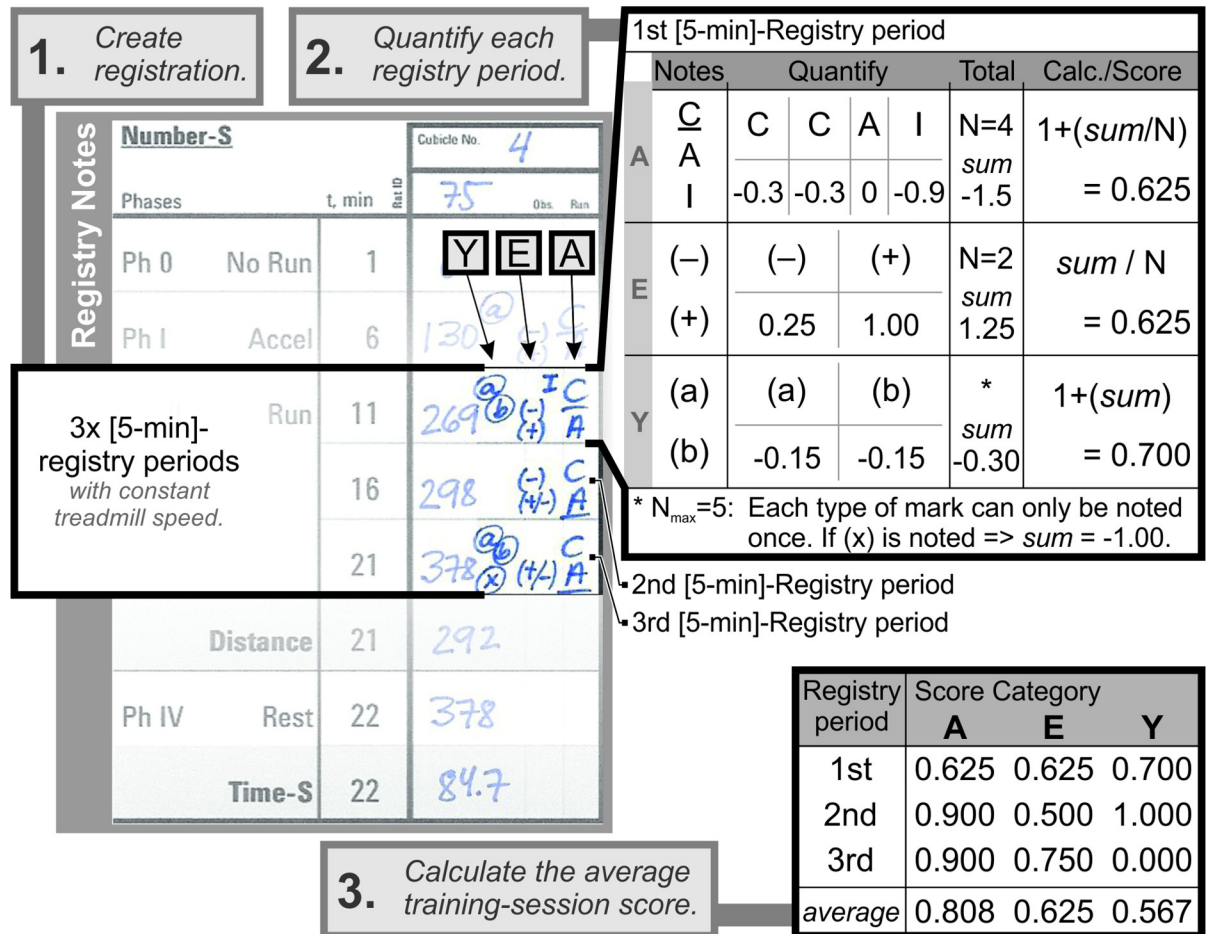 1. Create registration.
2. Quantify each registry period.
Registry Notes
Number-S
Cubicle No. 4
Phases t, min Rat ID 75 Obs. Run
Y E A
Ph 0 No Run 1
Ph I Accel 6 130 (a) (-) (+) C A
Run 11 269 (a) (b) I (-) (+) C A
16 298 (-) (+/-) C A
21 378 (a) (b) (x) (+/-) C A
3x [5-min]-
registry periods
with constant
treadmill speed.
Distance 21 292
Ph IV Rest 22 378
Time-S 22 84.7
1st [5-min]-Registry period
Notes Quantify Total Calc./Score
A
C C C A I N=4 1+(sum/N)
A sum
I -0.3 -0.3 0 -0.9 -1.5 = 0.625
E
(–) (–) (+) N=2 sum / N
sum
(+) 0.25 1.00 1.25 = 0.625
Y
(a) (a) (b) * 1+(sum)
sum
(b) -0.15 -0.15 -0.30 = 0.700
* Nmax=5: Each type of mark can only be noted
once. If (x) is noted => sum = -1.00.
2nd [5-min]-Registry period
3rd [5-min]-Registry period
3. Calculate the average
training-session score.
Registry Score Category
period A E Y
1st 0.625 0.625 0.700
2nd 0.900 0.500 1.000
3rd 0.900 0.750 0.000
average 0.808 0.625 0.567